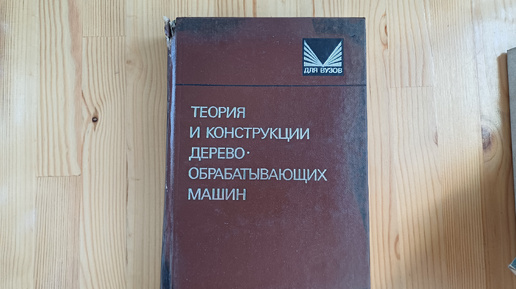 ДЛЯ ВУЗОВ
ТЕОРИЯ
И КОНСТРУКЦИИ
ДЕРЕВО-
ОБРАБАТЫВАЮЩИХ
МАШИН